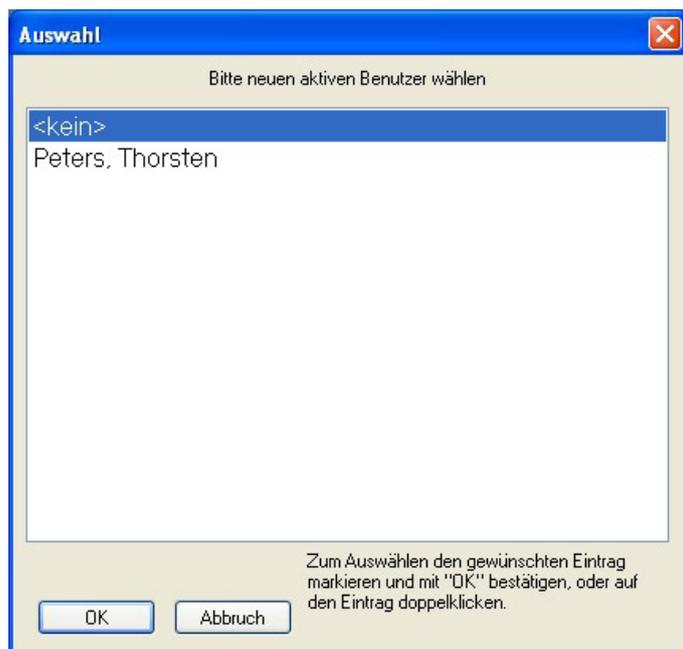 Auswahl
Bitte neuen aktiven Benutzer wählen
<kein>
Peters, Thorsten
Zum Auswählen den gewünschten Eintrag
markieren und mit "OK" bestätigen, oder auf
den Eintrag doppelklicken.
OK
Abbruch